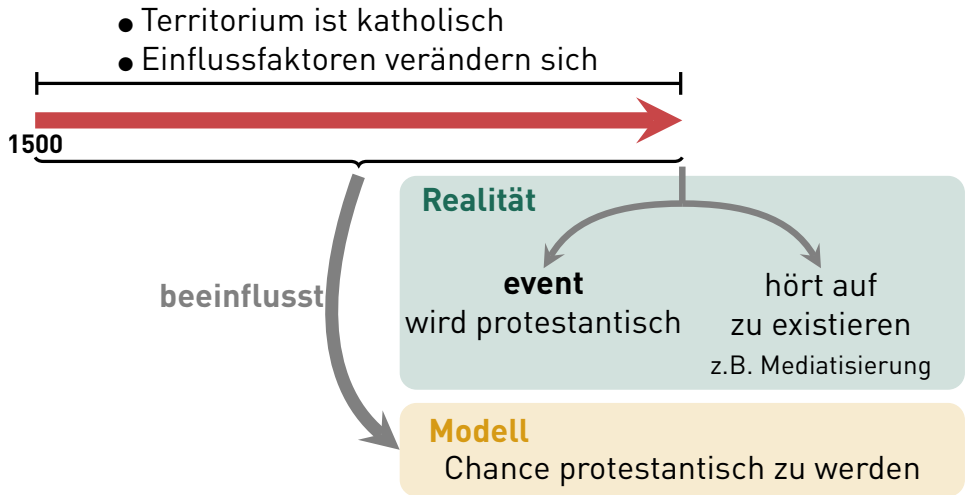 ● Territorium ist katholisch
● Einflussfaktoren verändern sich
1500
Realität
beeinflusst
event
wird protestantisch
hört auf
zu existieren
z.B. Mediatisierung
Modell
Chance protestantisch zu werden